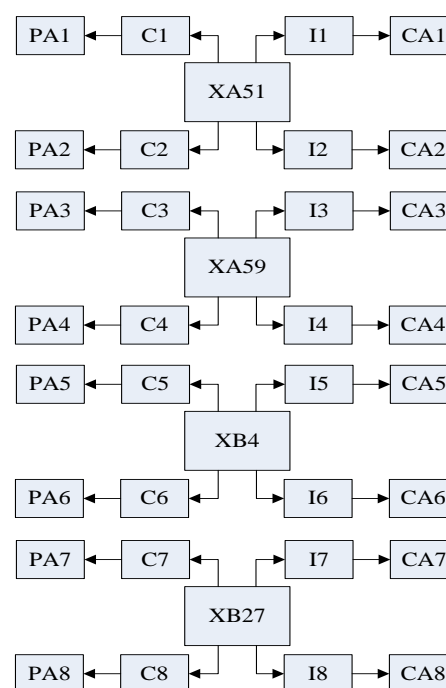 PA1 C1 I1 CA1
XA51
PA2 C2 I2 CA2
PA3 C3 I3 CA3
XA59
PA4 C4 I4 CA4
PA5 C5 I5 CA5
XB4
PA6 C6 I6 CA6
PA7 C7 I7 CA7
XB27
PA8 C8 I8 CA8